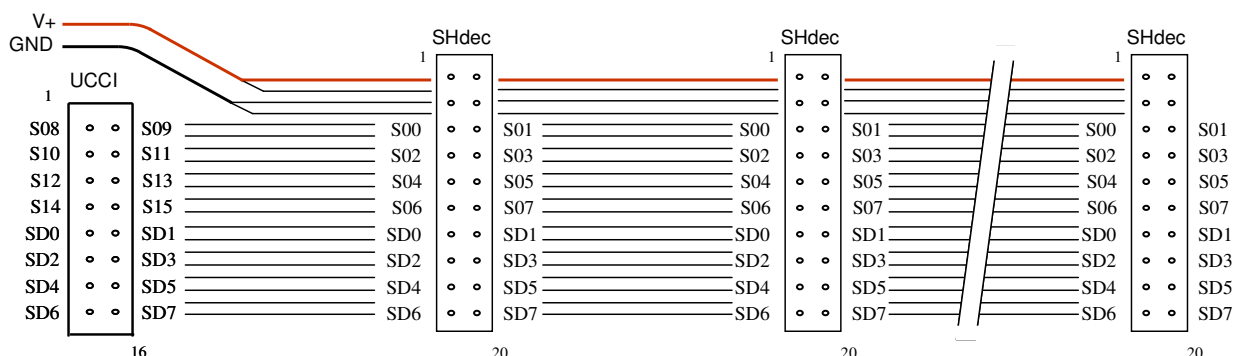 V+
GND
SHdec SHdec SHdec
1 1 1
UCCI
1
S08 S09 S00 S01 S00 S01 S00 S01
S10 S11 S02 S03 S02 S03 S02 S03
S12 S13 S04 S05 S04 S05 S04 S05
S14 S15 S06 S07 S06 S07 S06 S07
SD0 SD1 SD0 SD1 SD0 SD1 SD0 SD1
SD2 SD3 SD2 SD3 SD2 SD3 SD2 SD3
SD4 SD5 SD4 SD5 SD4 SD5 SD4 SD5
SD6 SD7 SD6 SD7 SD6 SD7 SD6 SD7
16 20 20 20